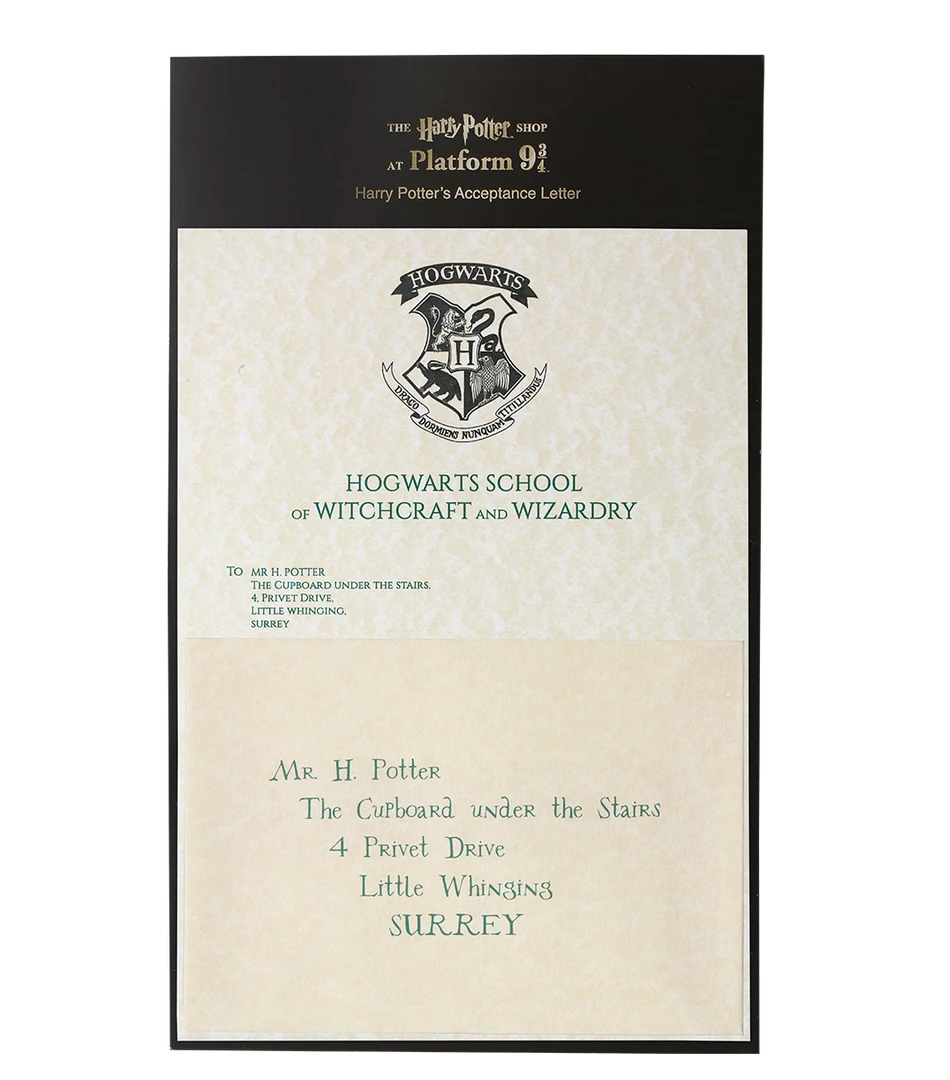 THE Harry Potter SHOP
AT Platform 9¾™
Harry Potter's Acceptance Letter
HOGWARTS
H
DRACO DORMIENS NUNQUAM TITILLANDUS
HOGWARTS SCHOOL
OF WITCHCRAFT AND WIZARDRY
TO MR H. POTTER
THE CUPBOARD UNDER THE STAIRS,
4, PRIVET DRIVE,
LITTLE WHINGING,
SURREY
Mr. H. Potter
The Cupboard under the Stairs
4 Privet Drive
Little Whinging
SURREY